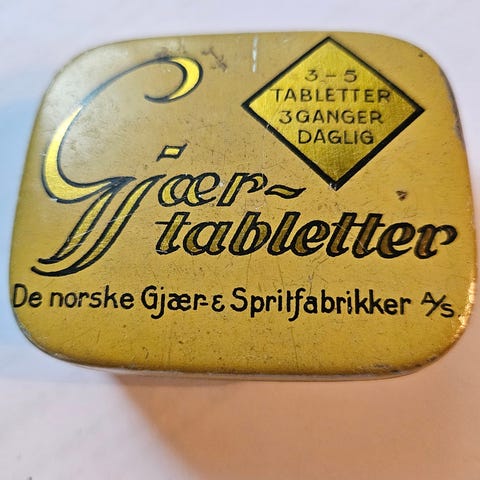 3-5
TABLETTER
3 GANGER
DAGLIG
Gjær-
tabletter
De norske Gjær- & Spritfabrikker A/S